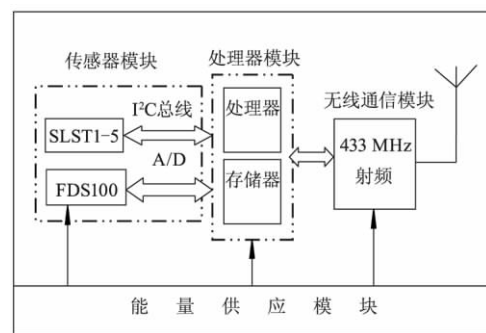 传感器模块
处理器模块
无线通信模块
I²C总线
SLST1-5
A/D
FDS100
处理器
存储器
433 MHz
射频
能量供应模块